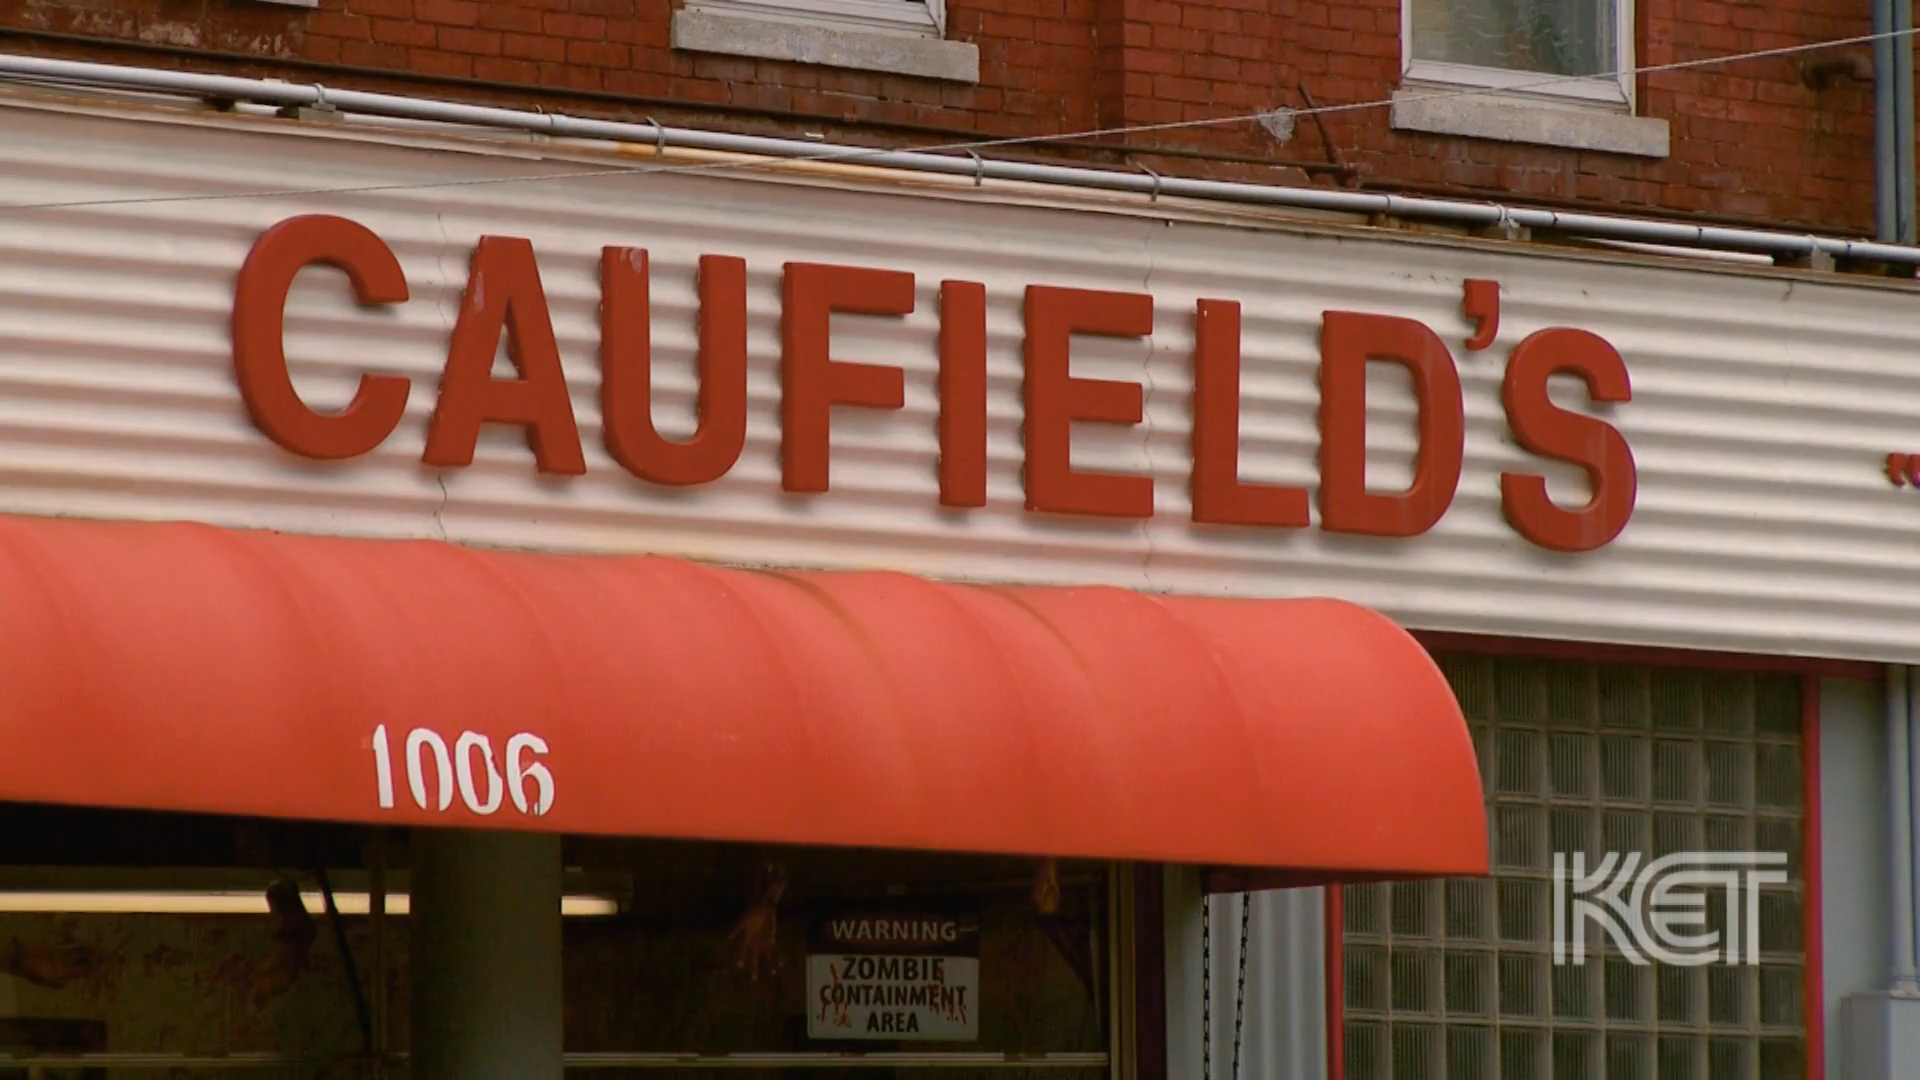 CAUFIELD'S
1006
WARNING
ZOMBIE
CONTAINMENT
AREA
KET